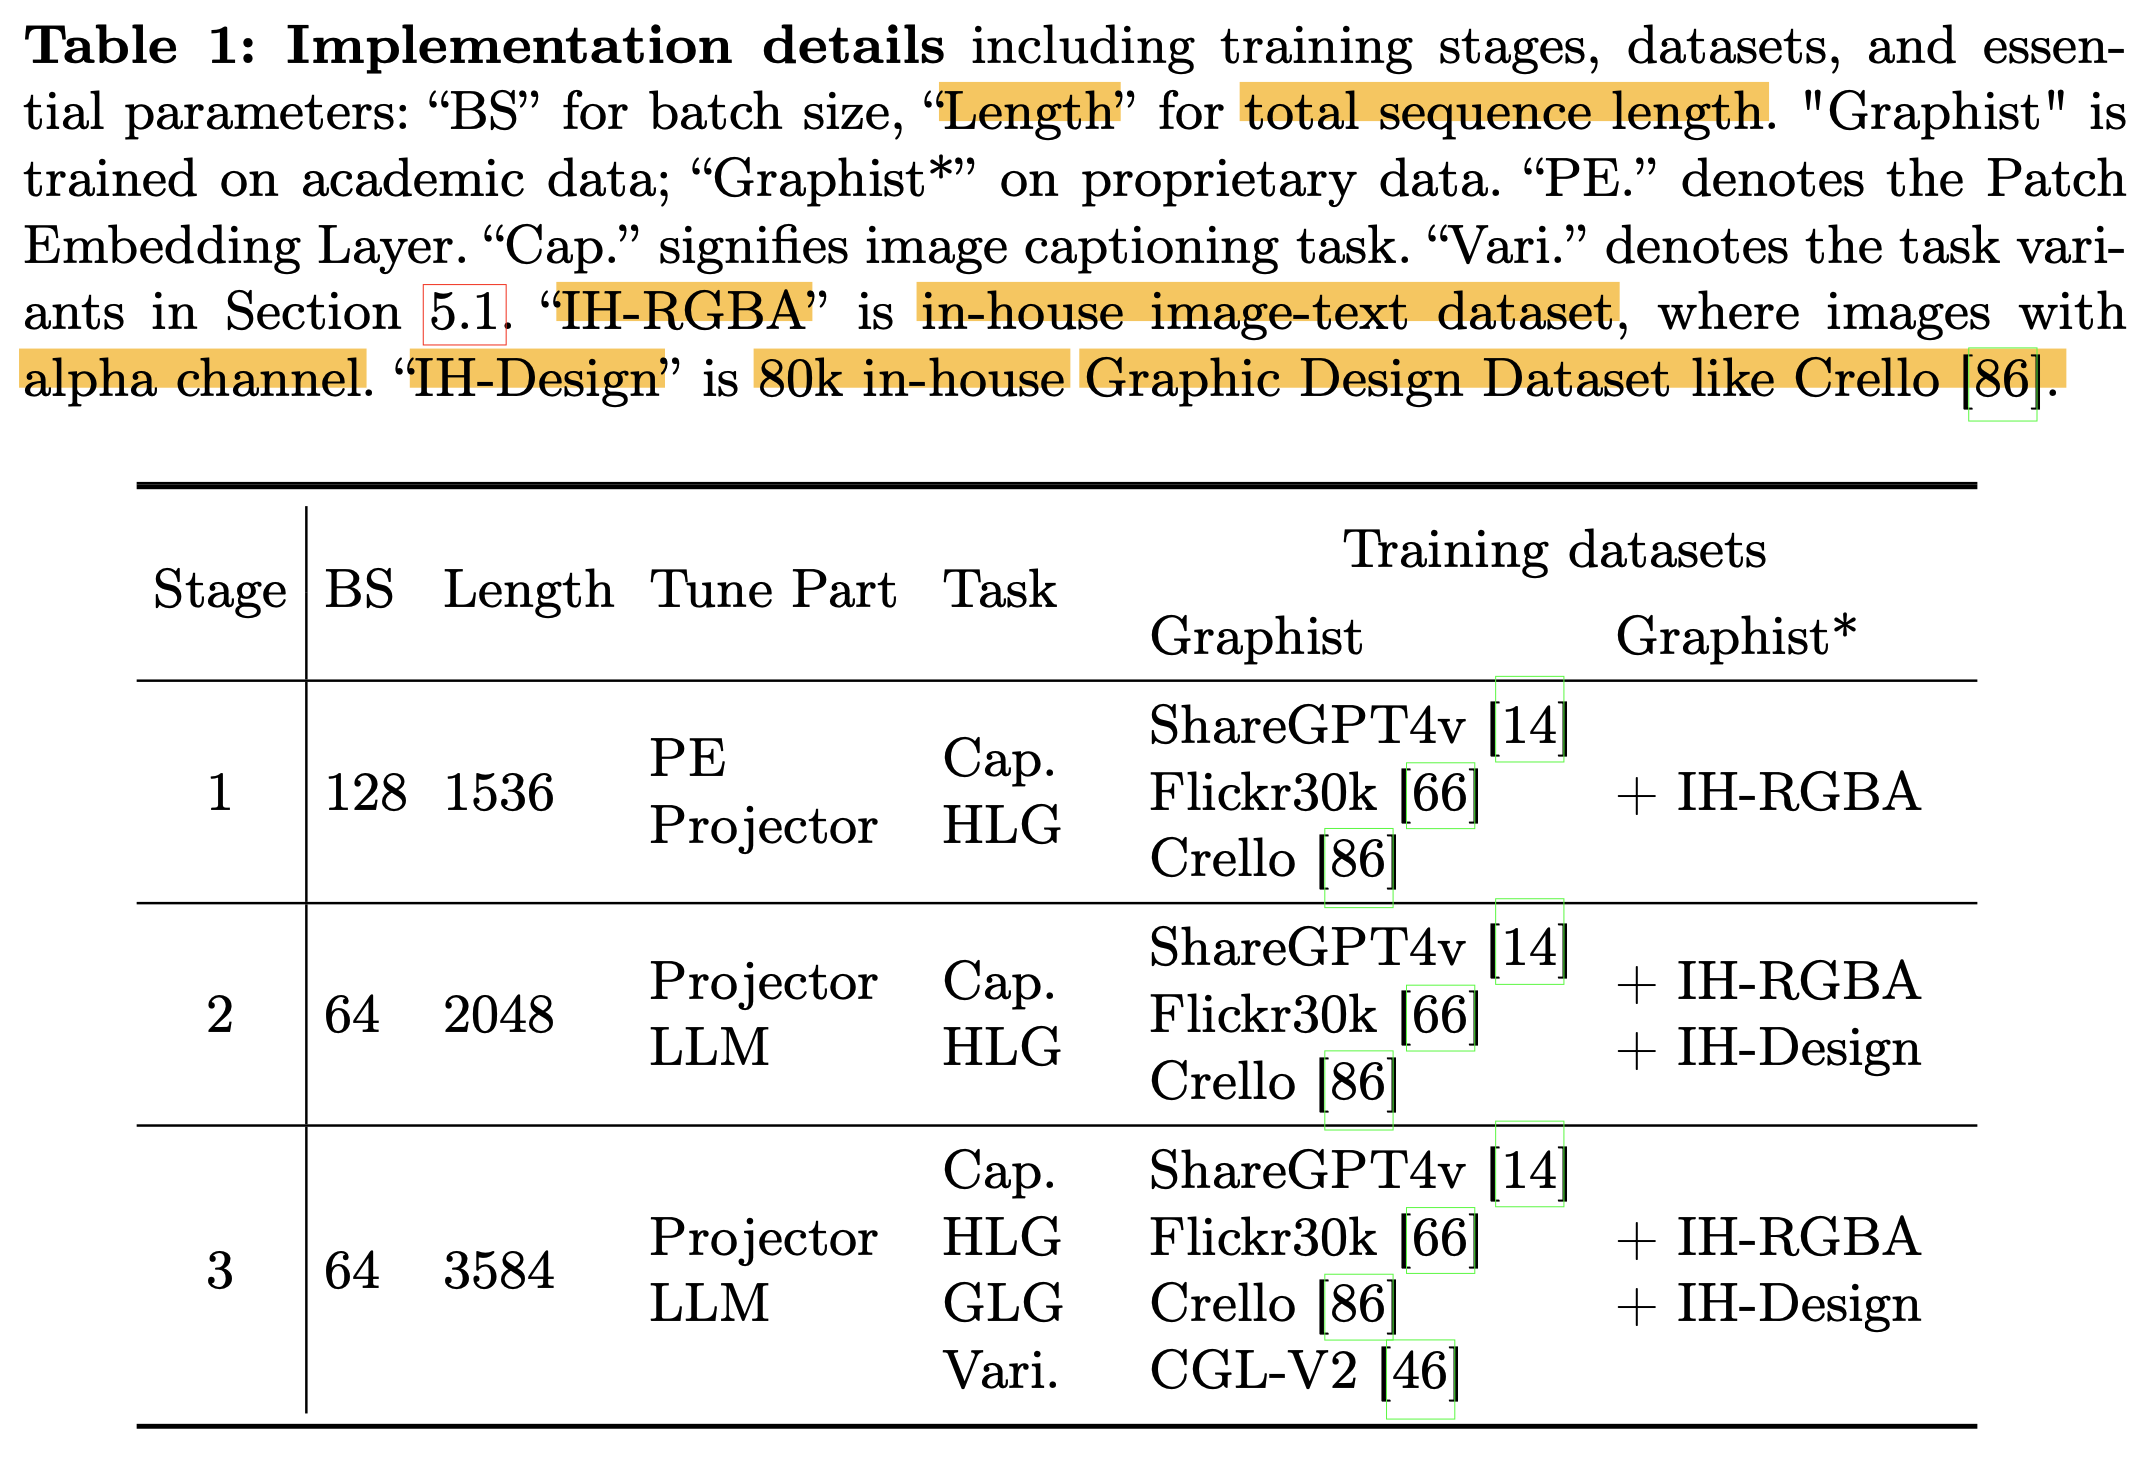 Table 1: Implementation details including training stages, datasets, and essen-
tial parameters: “BS” for batch size, “Length” for total sequence length. "Graphist" is
trained on academic data; “Graphist*” on proprietary data. “PE.” denotes the Patch
Embedding Layer. “Cap.” signifies image captioning task. “Vari.” denotes the task vari-
ants in Section 5.1. “IH-RGBA” is in-house image-text dataset, where images with
alpha channel. “IH-Design” is 80k in-house Graphic Design Dataset like Crello [86].
Training datasets
Stage BS Length Tune Part Task
Graphist Graphist*
ShareGPT4v [14]
PE Cap.
1 128 1536 Flickr30k [66] + IH-RGBA
Projector HLG
Crello [86]
ShareGPT4v [14]
Projector Cap. + IH-RGBA
2 64 2048 Flickr30k [66]
LLM HLG + IH-Design
Crello [86]
Cap. ShareGPT4v [14]
Projector HLG Flickr30k [66] + IH-RGBA
3 64 3584
LLM GLG Crello [86] + IH-Design
Vari. CGL-V2 [46]